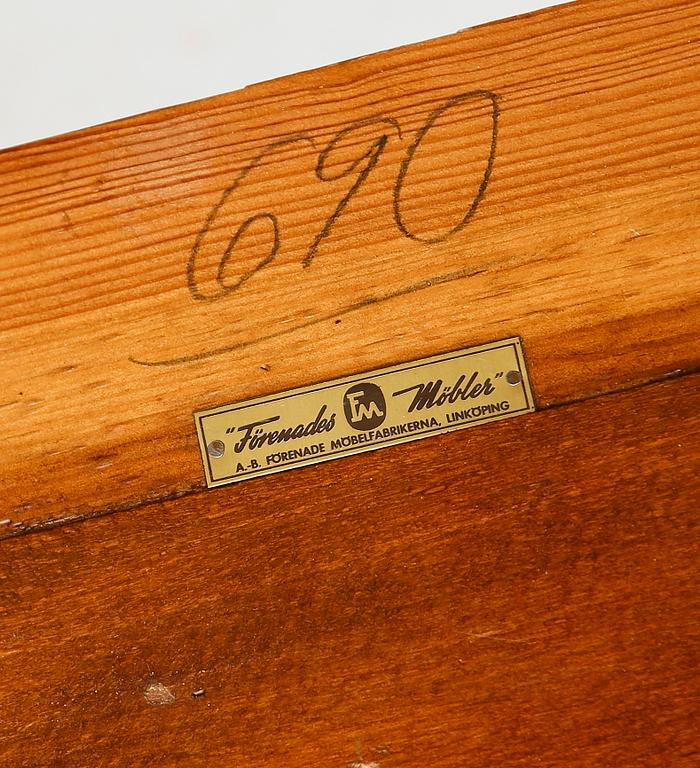 690
"Förenades FM Möbler"
A.-B. FÖRENADE MÖBELFABRIKERNA, LINKÖPING